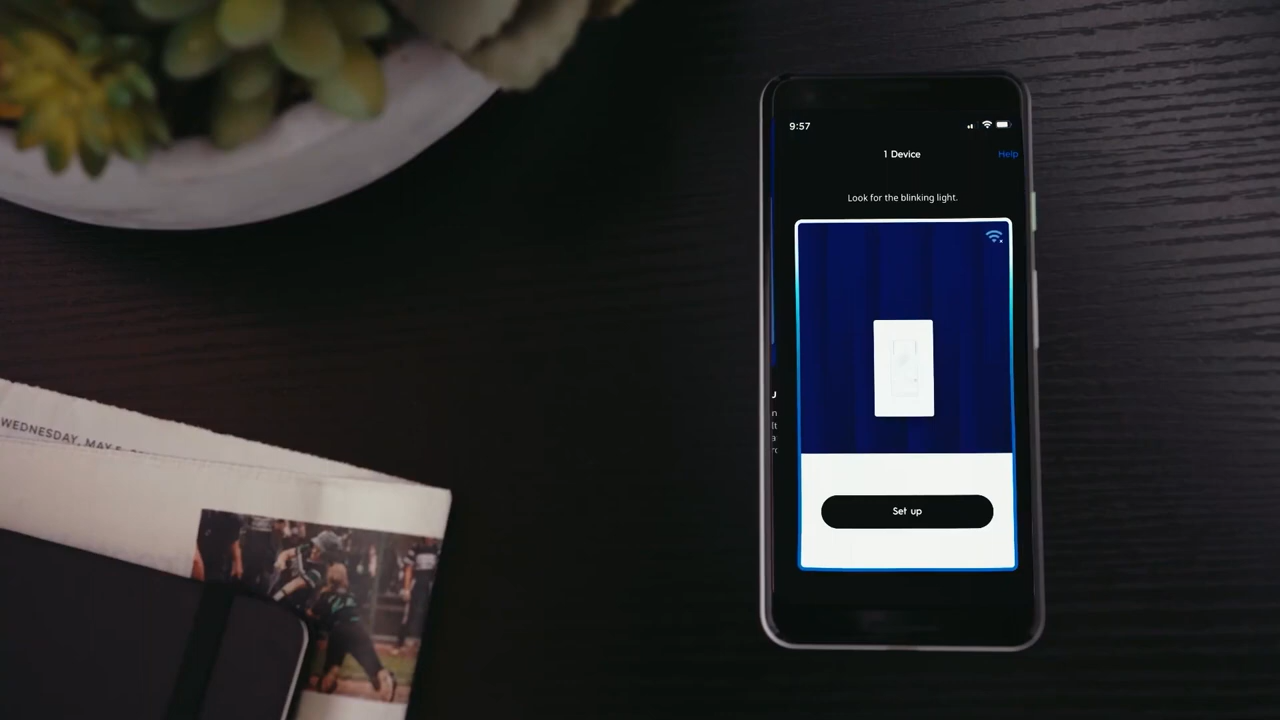 9:57
1 Device
Help
Look for the blinking light.
Set up
WEDNESDAY, MAY